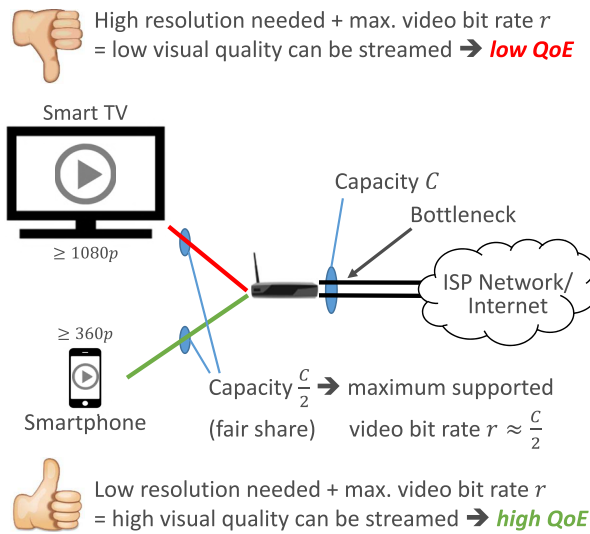 High resolution needed + max. video bit rate r
= low visual quality can be streamed ➔ low QoE
Smart TV
≥ 1080p
Capacity C
Bottleneck
ISP Network/
Internet
≥ 360p
Smartphone
Capacity C/2 ➔ maximum supported
(fair share) video bit rate r ≈ C/2
Low resolution needed + max. video bit rate r
= high visual quality can be streamed ➔ high QoE